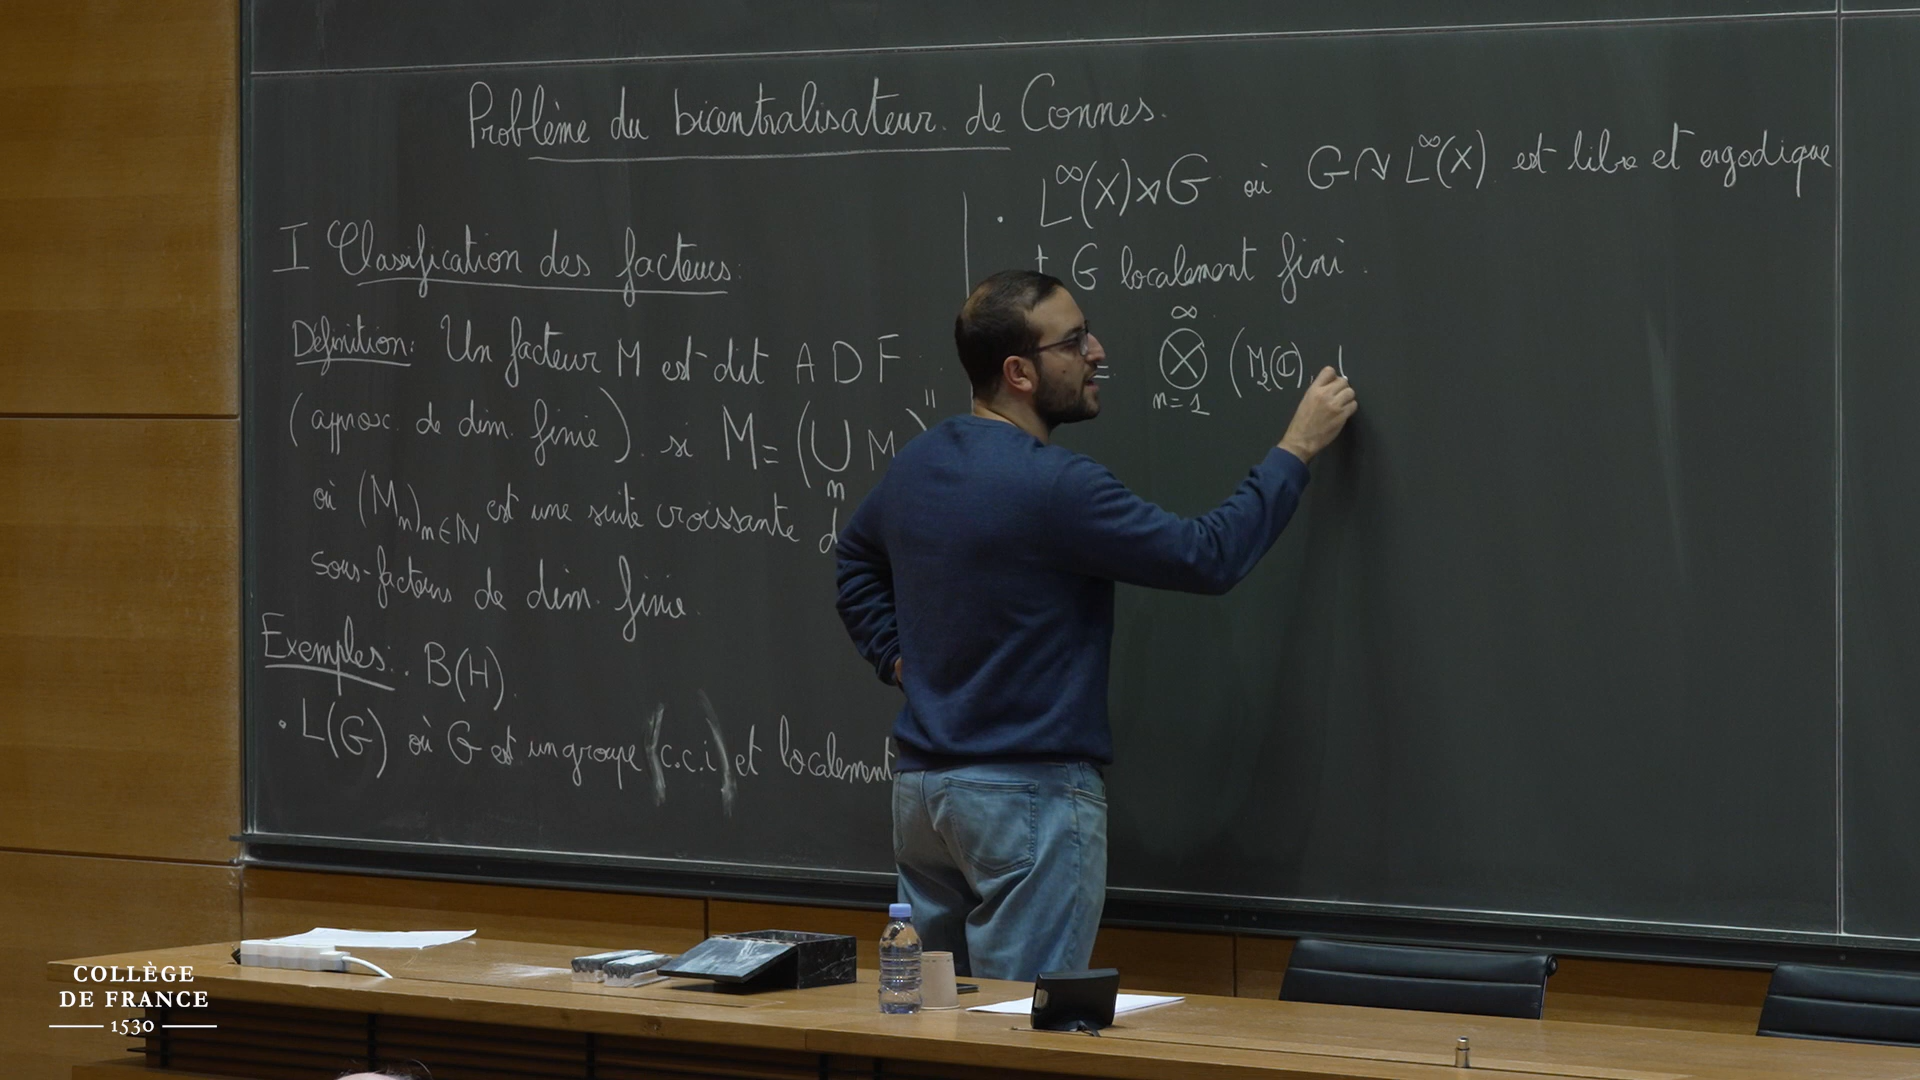 Problème du bicentralisateur de Connes.
I Classification des facteurs:
Définition: Un facteur M est dit ADF
(approx. de dim. finie) si M = (∪ M )"
n
où (Mₙ)ₙ∈ℕ est une suite croissante d
sous-facteurs de dim. finie.
Exemples: . B(H).
. L(G) où G est un groupe (c.c.i) et localement
. L^∞(X)⋊G où G↷L^∞(X) est libre et ergodique
t G localement fini.
= ⊗ (M₂(ℂ),
∞
n=1
COLLÈGE
DE FRANCE
1530